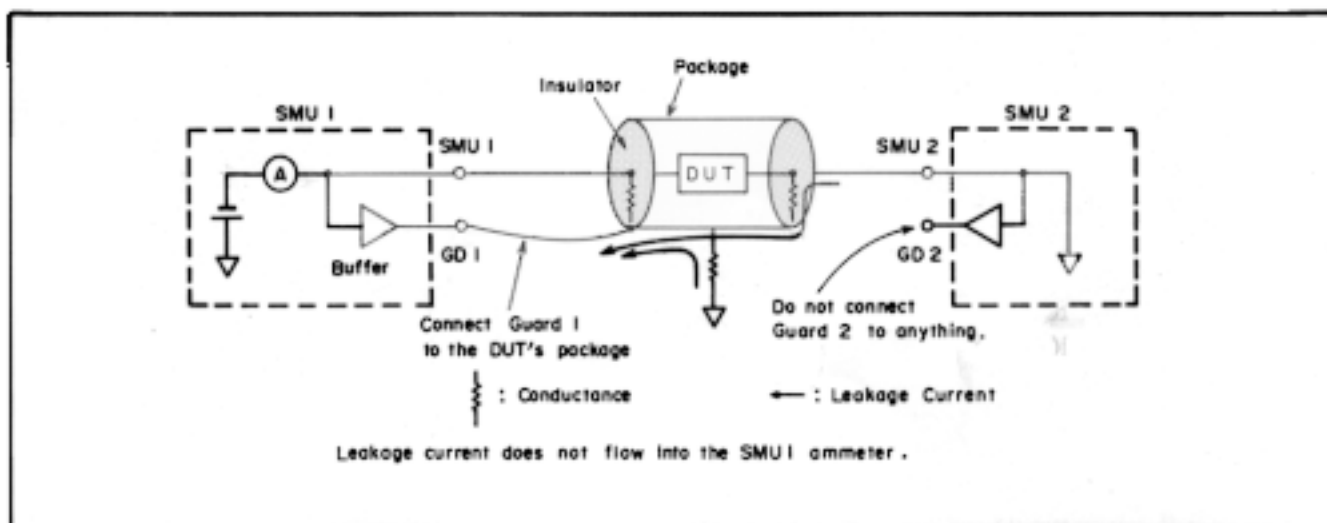 Package
Insulator
SMU 1
SMU 1
SMU 2
SMU 2
A
DUT
GD 1
GD 2
Buffer
Connect Guard 1
to the DUT's package
Do not connect
Guard 2 to anything.
: Conductance
: Leakage Current
Leakage current does not flow into the SMU1 ammeter.